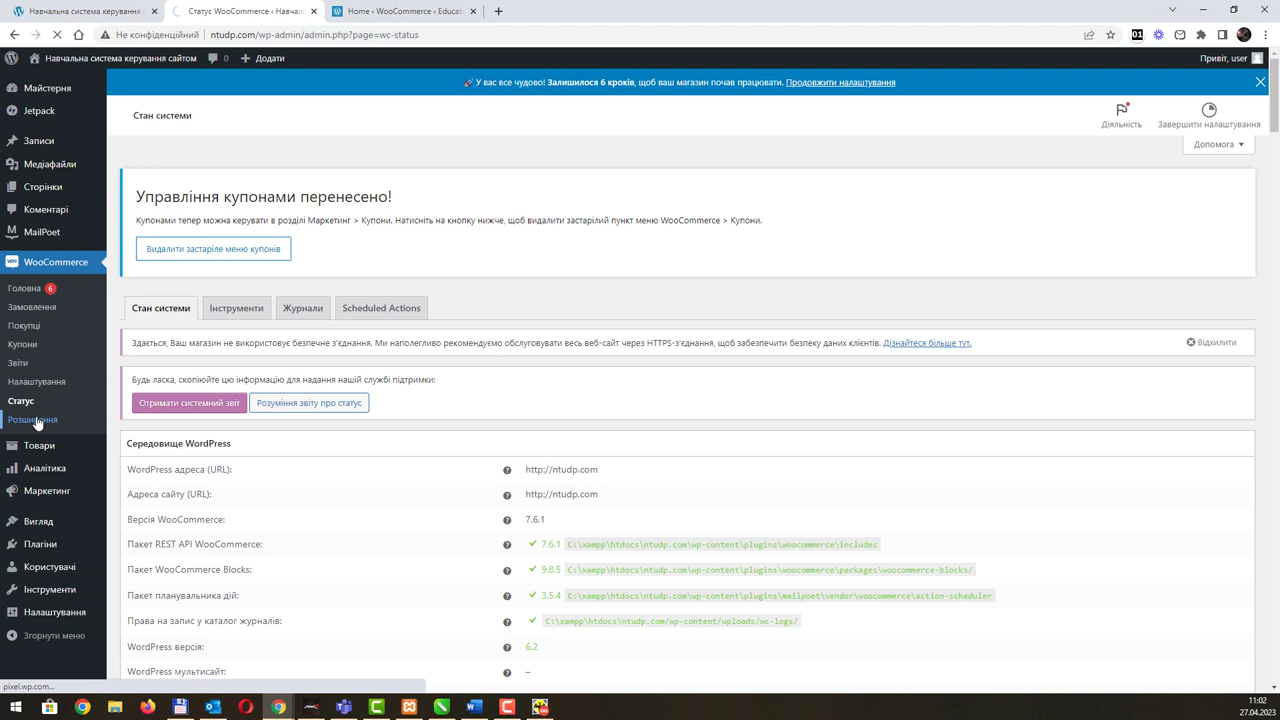 Навчальна система керування с
Статус WooCommerce ‹ Навчаль
Home ‹ WooCommerce ‹ Educat
Не конфіденційний
ntudp.com/wp-admin/admin.php?page=wc-status
Навчальна система керування сайтом
0
Додати
Привіт, user
🚀 У вас все чудово! Залишилося 6 кроків, щоб ваш магазин почав працювати. Продовжити налаштування
Стан системи
Діяльність
Завершити налаштування
Допомога
Майстерня
Jetpack
Записи
Медіафайли
Сторінки
Коментарі
MailPoet
WooCommerce
Головна 6
Замовлення
Покупці
Купони
Звіти
Налаштування
Статус
Розширення
Товари
Аналітика
Маркетинг
Вигляд
Плагіни
Користувачі
Інструменти
Налаштування
Згорнути меню
Управління купонами перенесено!
Купонами тепер можна керувати в розділі Маркетинг > Купони. Натисніть на кнопку нижче, щоб видалити застарілий пункт меню WooCommerce > Купони.
Видалити застаріле меню купонів
Стан системи
Інструменти
Журнали
Scheduled Actions
Здається, Ваш магазин не використовує безпечне з'єднання. Ми наполегливо рекомендуємо обслуговувати весь веб-сайт через HTTPS-з'єднання, щоб забезпечити безпеку даних клієнтів. Дізнайтеся більше тут.
Відхилити
Будь ласка, скопіюйте цю інформацію для надання нашій службі підтримки:
Отримати системний звіт
Розуміння звіту про статус
Середовище WordPress
WordPress адреса (URL): http://ntudp.com
Адреса сайту (URL): http://ntudp.com
Версія WooCommerce: 7.6.1
Пакет REST API WooCommerce: ✔ 7.6.1 C:\xampp\htdocs\ntudp.com\wp-content\plugins\woocommerce\includes
Пакет WooCommerce Blocks: ✔ 9.8.5 C:\xampp\htdocs\ntudp.com\wp-content\plugins\woocommerce\packages\woocommerce-blocks/
Пакет планувальника дій: ✔ 3.5.4 C:\xampp\htdocs\ntudp.com\wp-content\plugins\mailpoet\vendor\woocommerce\action-scheduler
Права на запис у каталог журналів: ✔ C:\xampp\htdocs\ntudp.com/wp-content/uploads/wc-logs/
WordPress версія: 6.2
WordPress мультисайт: –
pixel.wp.com...
11:02
27.04.2023